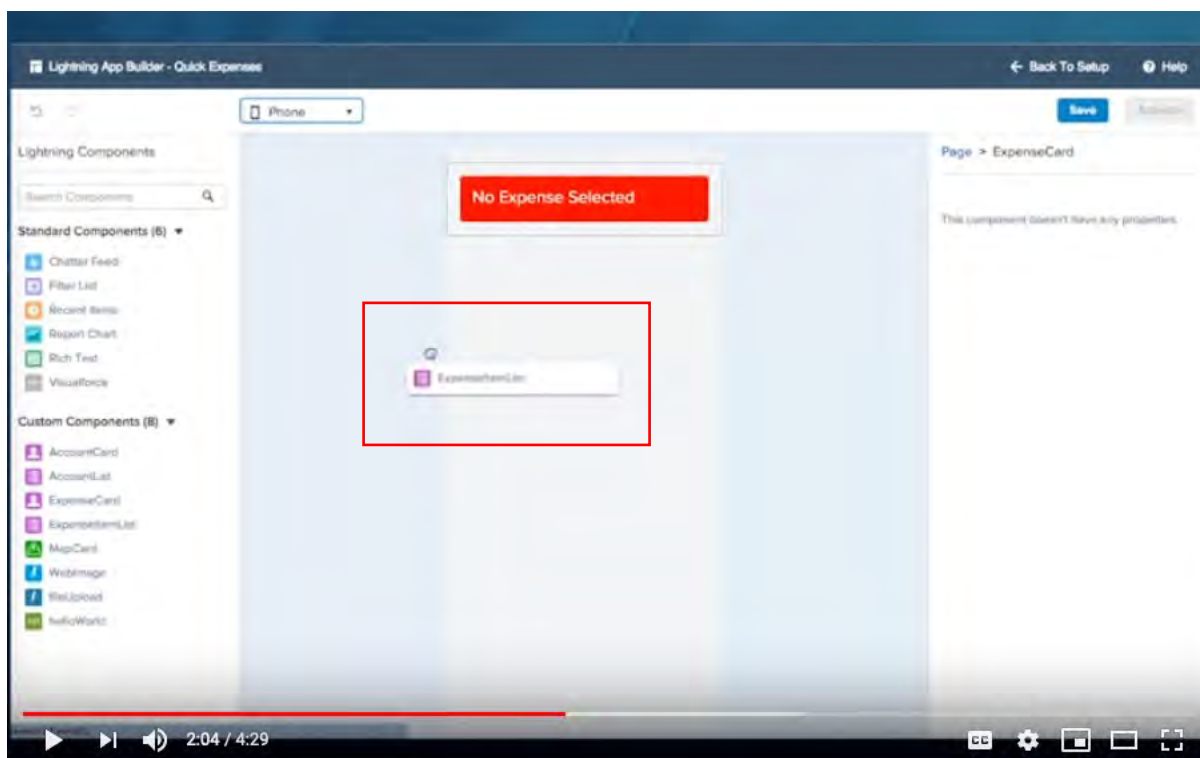 Lightning App Builder - Quick Expenses
Back To Setup
Help
Phone
Save
Lightning Components
Search Components
Standard Components (6)
Chatter Feed
Filter List
Recent Items
Report Chart
Rich Text
Visualforce
Custom Components (8)
AccountCard
AccountList
ExpenseCard
ExpenseItemList
MapCard
WebImage
fileUpload
helloWorld
No Expense Selected
ExpenseItemList
Page > ExpenseCard
This component doesn't have any properties.
2:04 / 4:29
CC